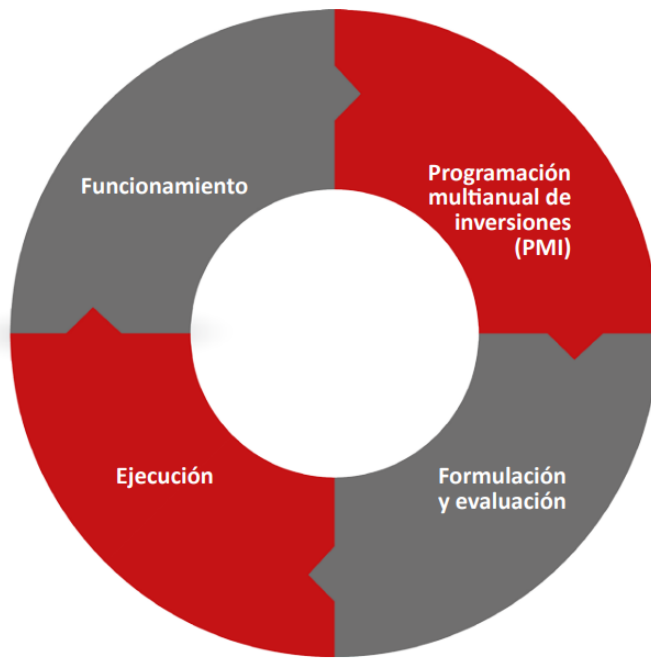 Funcionamiento
Programación
multianual de
inversiones
(PMI)
Ejecución
Formulación
y evaluación